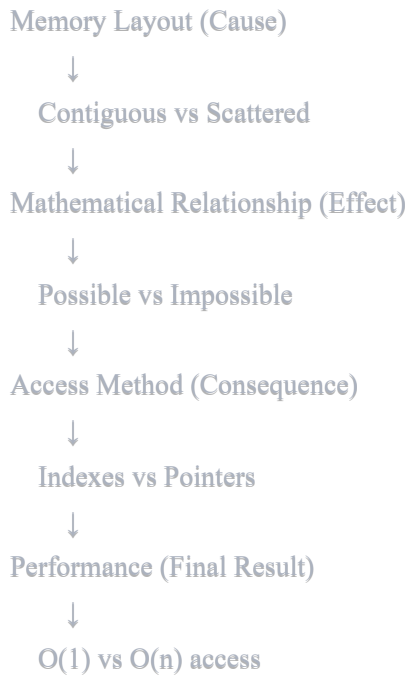 Memory Layout (Cause)
↓
Contiguous vs Scattered
↓
Mathematical Relationship (Effect)
↓
Possible vs Impossible
↓
Access Method (Consequence)
↓
Indexes vs Pointers
↓
Performance (Final Result)
↓
O(1) vs O(n) access